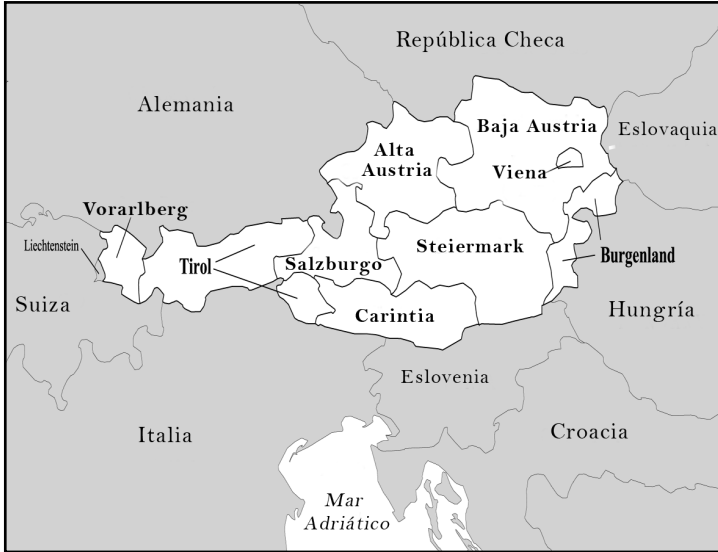 República Checa
Alemania
Baja Austria
Eslovaquia
Alta
Austria
Viena
Vorarlberg
Liechtenstein
Tirol
Salzburgo
Steiermark
Burgenland
Suiza
Carintia
Hungría
Eslovenia
Italia
Croacia
Mar
Adriático